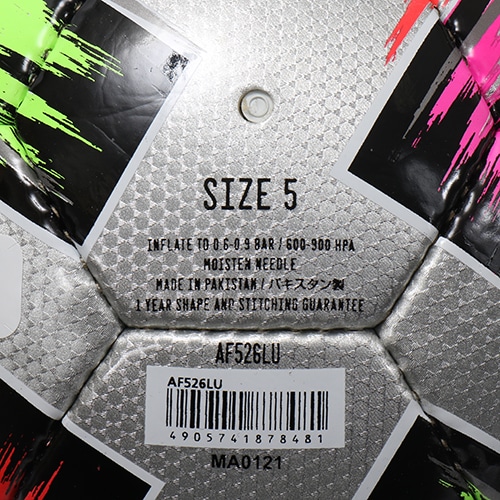 SIZE 5
INFLATE TO 0.6-0.9 BAR / 600-900 HPA
MOISTEN NEEDLE
MADE IN PAKISTAN / パキスタン製
1 YEAR SHAPE AND STITCHING GUARANTEE
AF526LU
AF526LU
4905741878481
MA0121